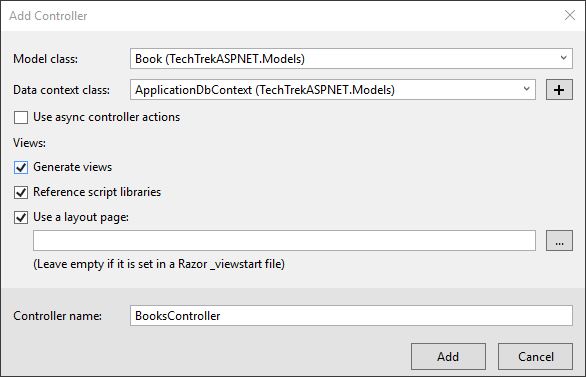 Add Controller
Model class: Book (TechTrekASPNET.Models)
Data context class: ApplicationDbContext (TechTrekASPNET.Models) +
Use async controller actions
Views:
Generate views
Reference script libraries
Use a layout page:
...
(Leave empty if it is set in a Razor _viewstart file)
Controller name: BooksController
Add Cancel